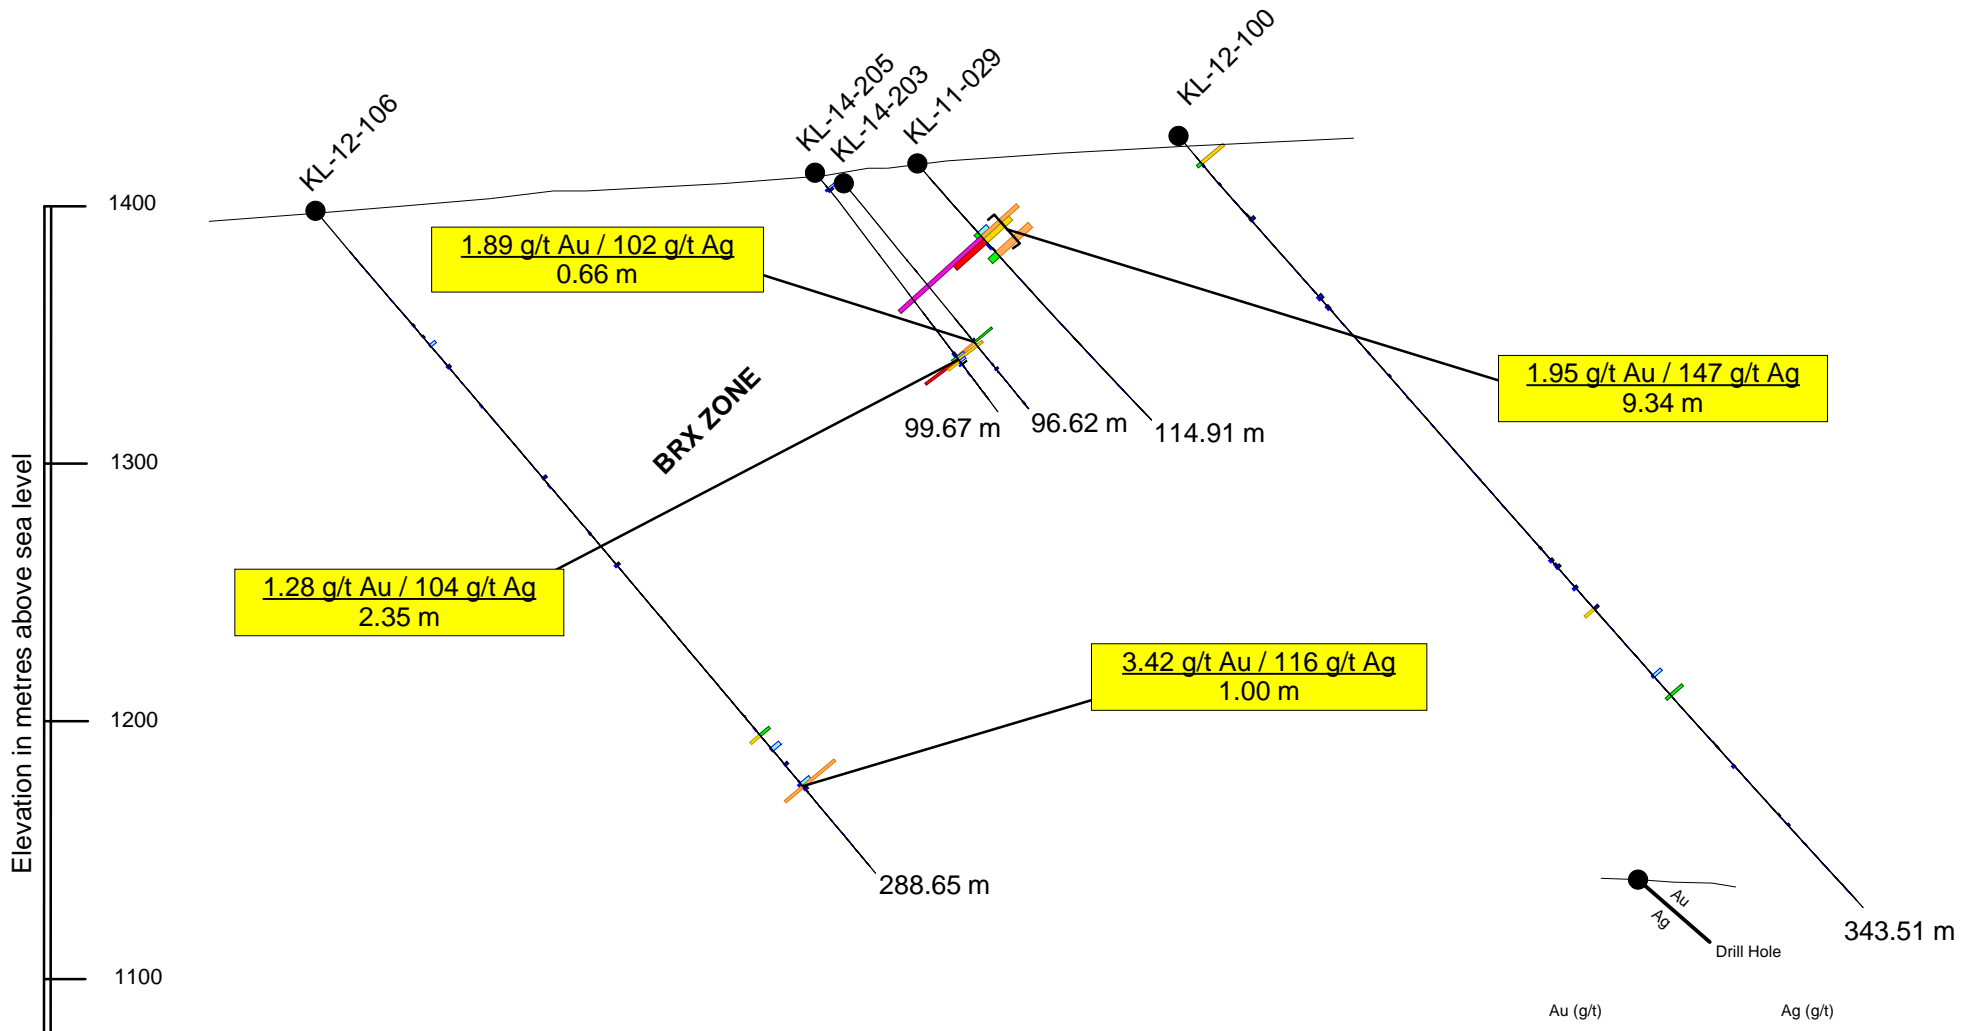 KL-12-100
KL-14-205
KL-14-203
KL-11-029
KL-12-106
1400
1.89 g/t Au / 102 g/t Ag
0.66 m
1.95 g/t Au / 147 g/t Ag
9.34 m
BRX ZONE
99.67 m
96.62 m
114.91 m
1300
Elevation in metres above sea level
1.28 g/t Au / 104 g/t Ag
2.35 m
3.42 g/t Au / 116 g/t Ag
1.00 m
1200
288.65 m
Au
Ag
343.51 m
Drill Hole
1100
Au (g/t)
Ag (g/t)